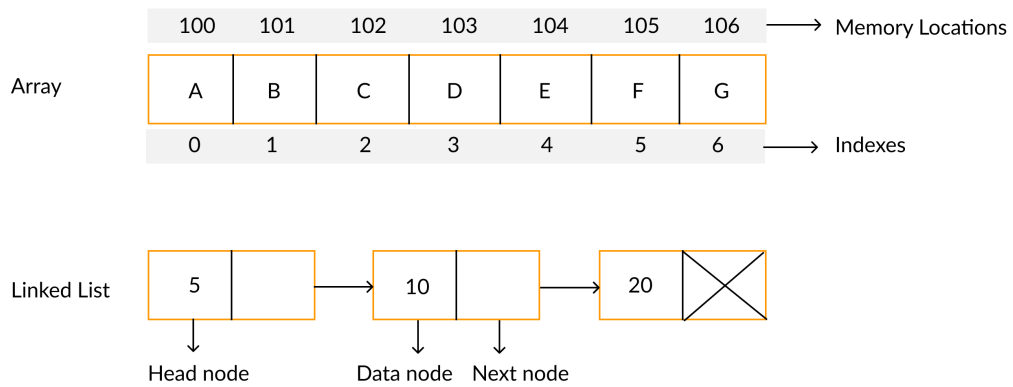 100 101 102 103 104 105 106 Memory Locations
Array A B C D E F G
0 1 2 3 4 5 6 Indexes
Linked List 5 10 20
Head node Data node Next node